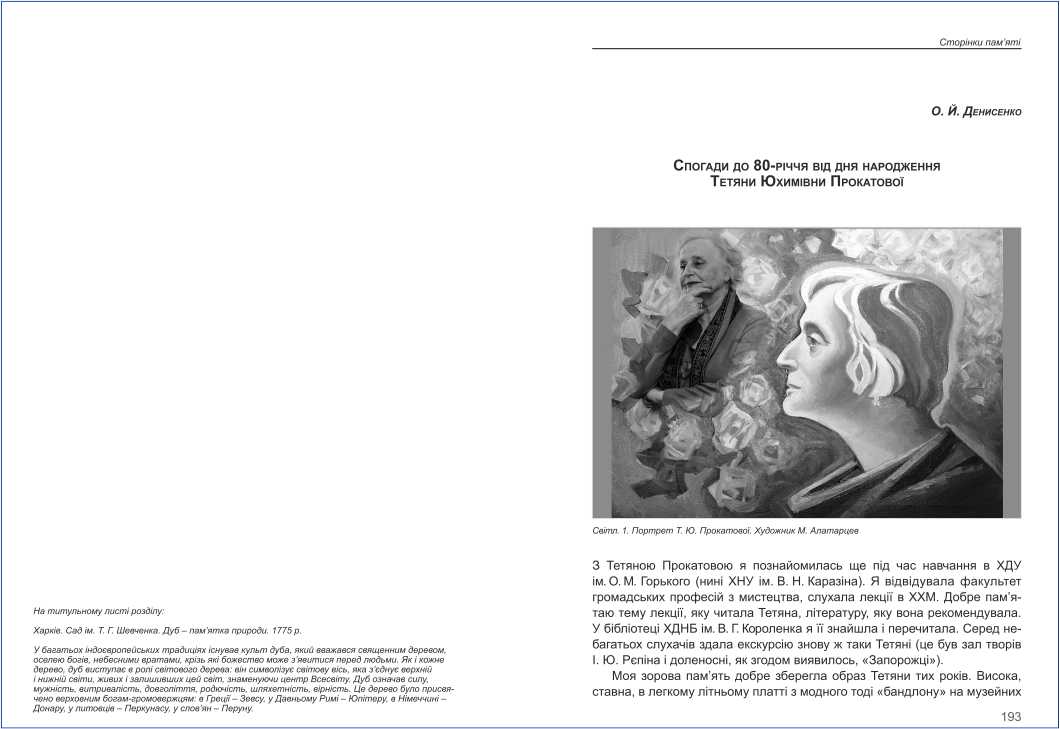 На титульному листі розділу:
Харків. Сад ім. Т. Г. Шевченка. Дуб – пам’ятка природи. 1775 р.
У багатьох індоєвропейських традиціях існував культ дуба, який вважався священним деревом,
оселею богів, небесними вратами, крізь які божество може з’явитися перед людьми. Як і кожне
дерево, дуб виступає в ролі світового дерева: він символізує світову вісь, яка з’єднує верхній
і нижній світи, живих і залишивших цей світ, знаменуючи центр Всесвіту. Дуб означав силу,
мужність, витривалість, довголіття, родючість, шляхетність, вірність. Це дерево було присвя-
чено верховним богам-громовержцям: в Греції – Зевсу, у Давньому Римі – Юпітеру, в Німеччині –
Донару, у литовців – Перкунасу, у слов’ян – Перуну.
Сторінки пам’яті
О. Й. Денисенко
Спогади до 80-річчя від дня народження
Тетяни Юхимівни Прокатової
Світл. 1. Портрет Т. Ю. Прокатової. Художник М. Алатарцев
З Тетяною Прокатовою я познайомилась ще під час навчання в ХДУ
ім. О. М. Горького (нині ХНУ ім. В. Н. Каразіна). Я відвідувала факультет
громадських професій з мистецтва, слухала лекції в ХХМ. Добре пам’я-
таю тему лекції, яку читала Тетяна, літературу, яку вона рекомендувала.
У бібліотеці ХДНБ ім. В. Г. Короленка я її знайшла і перечитала. Серед не-
багатьох слухачів здала екскурсію знову ж таки Тетяні (це був зал творів
І. Ю. Рєпіна і доленосні, як згодом виявилось, «Запорожці»).
Моя зорова пам’ять добре зберегла образ Тетяни тих років. Висока,
ставна, в легкому літньому платті з модного тоді «бандлону» на музейних
193